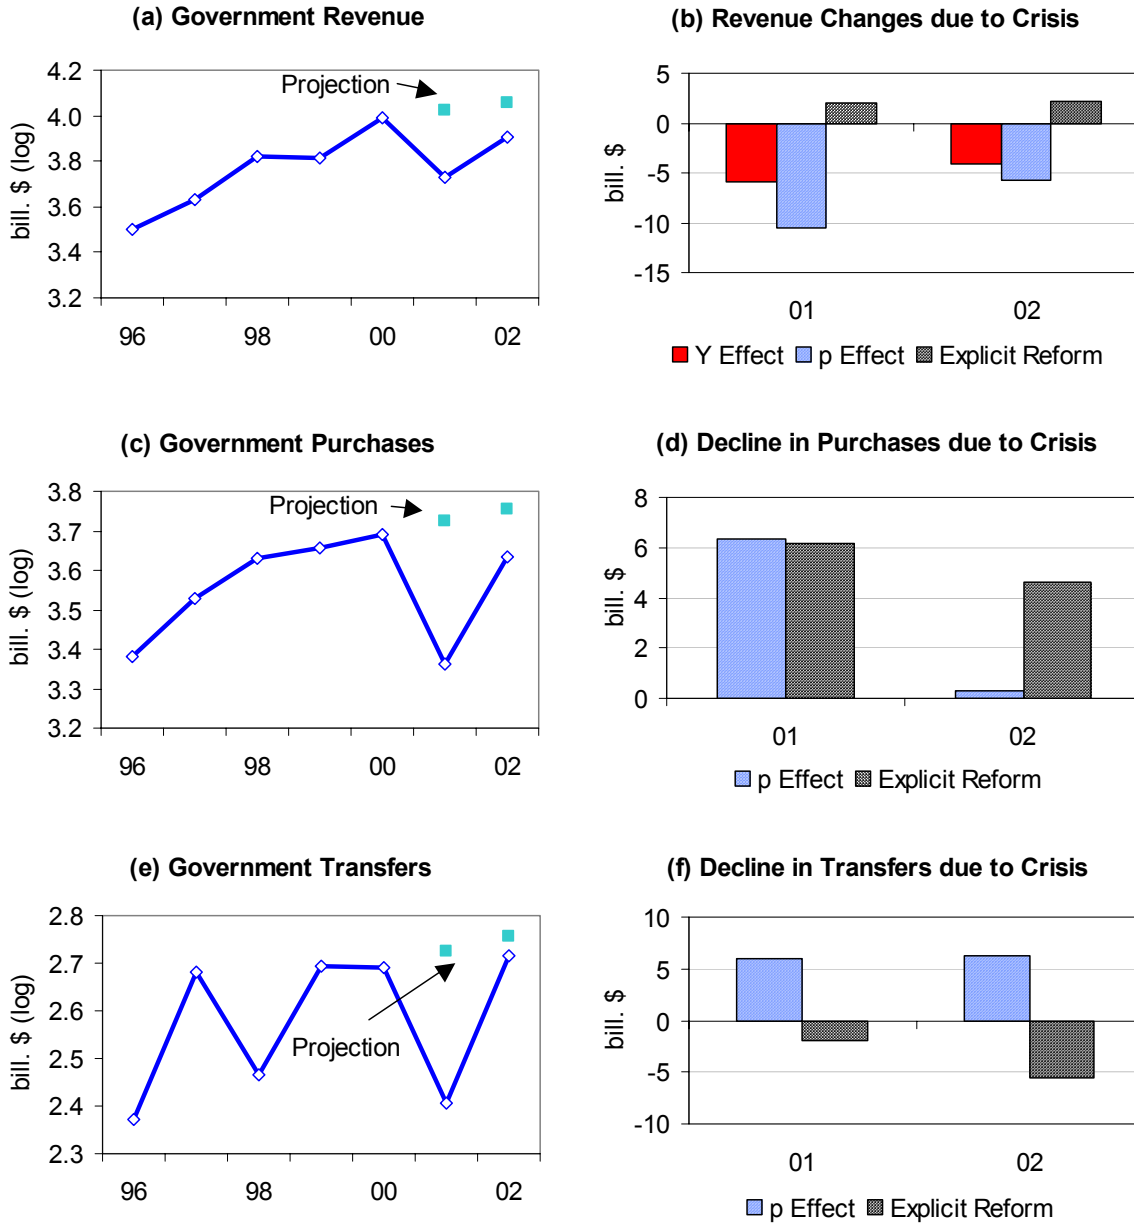 (a) Government Revenue
4.2
4.0
3.8
3.6
3.4
3.2
bill. $ (log)
Projection
96 98 00 02
(b) Revenue Changes due to Crisis
5
0
-5
-10
-15
bill. $
01 02
Y Effect p Effect Explicit Reform
(c) Government Purchases
3.8
3.7
3.6
3.5
3.4
3.3
3.2
bill. $ (log)
Projection
96 98 00 02
(d) Decline in Purchases due to Crisis
8
6
4
2
0
bill. $
01 02
p Effect Explicit Reform
(e) Government Transfers
2.8
2.7
2.6
2.5
2.4
2.3
bill. $ (log)
Projection
96 98 00 02
(f) Decline in Transfers due to Crisis
10
5
0
-5
-10
bill. $
01 02
p Effect Explicit Reform